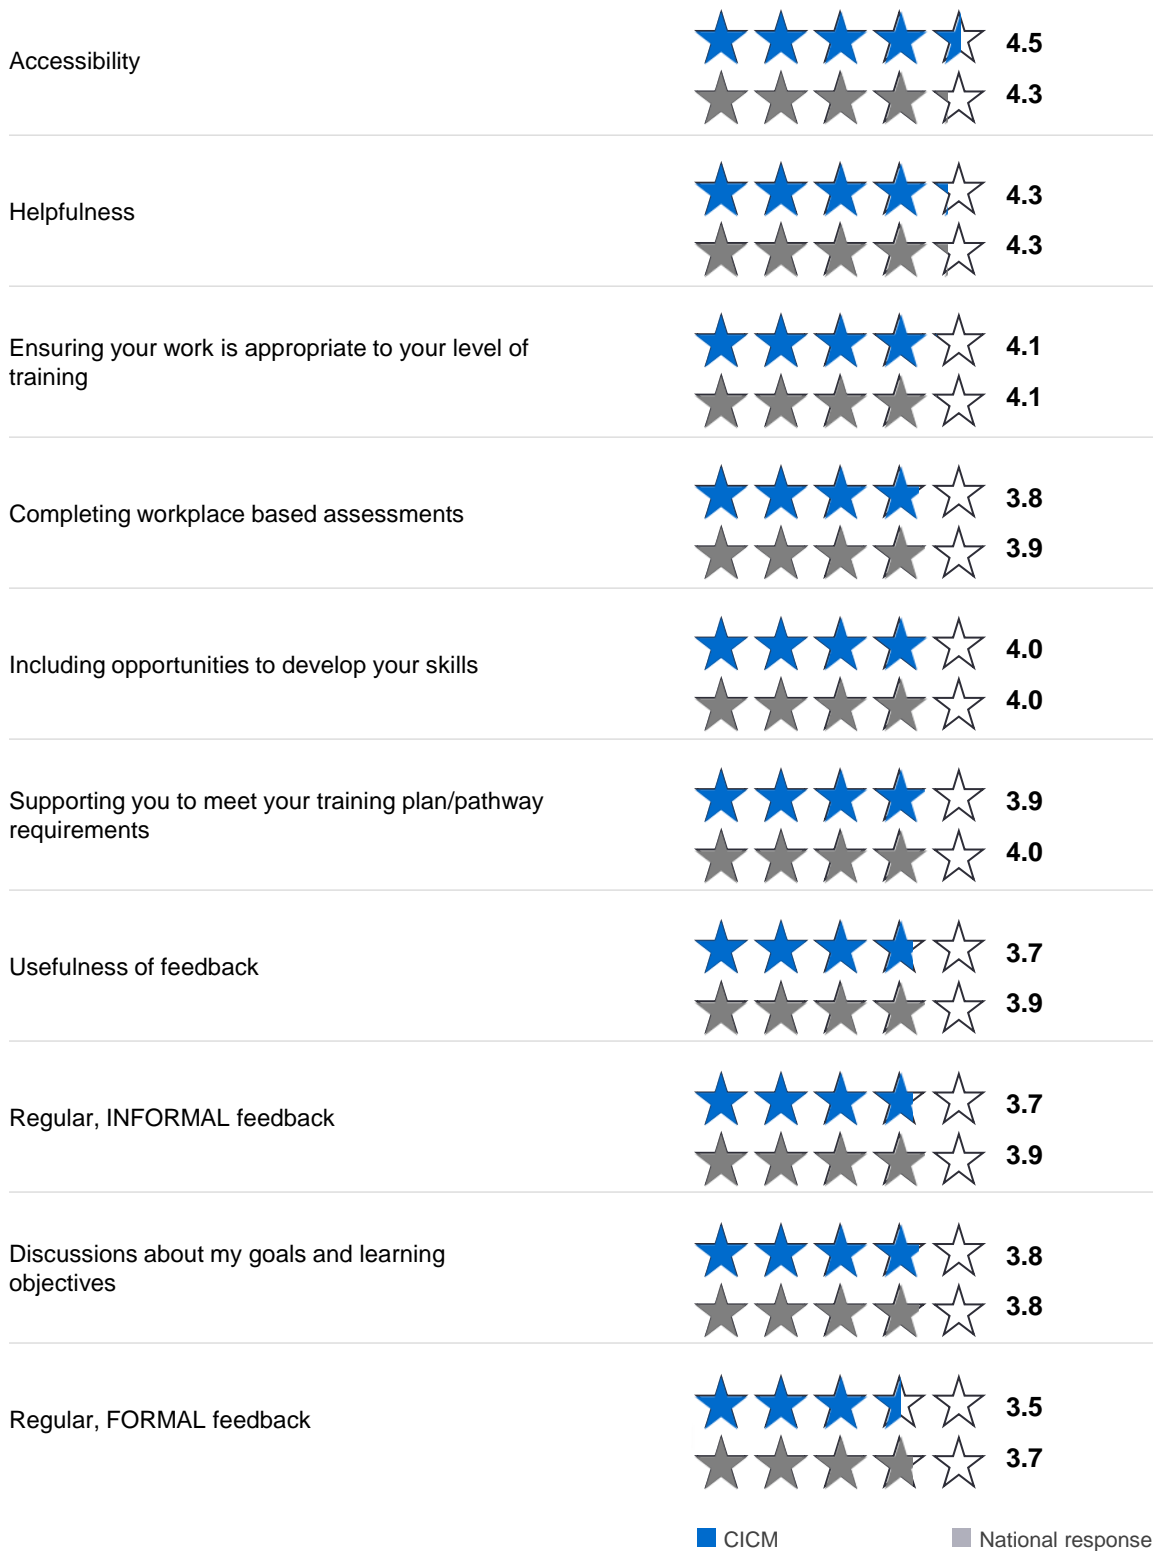 Accessibility
4.5
4.3
Helpfulness
4.3
4.3
Ensuring your work is appropriate to your level of
training
4.1
4.1
Completing workplace based assessments
3.8
3.9
Including opportunities to develop your skills
4.0
4.0
Supporting you to meet your training plan/pathway
requirements
3.9
4.0
Usefulness of feedback
3.7
3.9
Regular, INFORMAL feedback
3.7
3.9
Discussions about my goals and learning
objectives
3.8
3.8
Regular, FORMAL feedback
3.5
3.7
CICM
National response